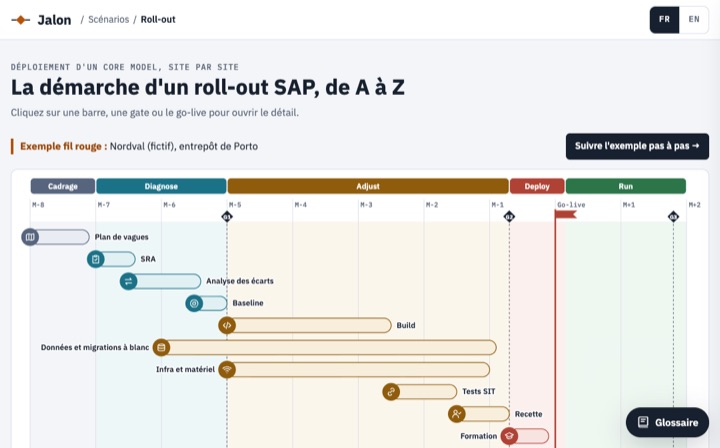 Jalon / Scénarios / Roll-out
FR EN
DÉPLOIEMENT D'UN CORE MODEL, SITE PAR SITE
La démarche d'un roll-out SAP, de A à Z
Cliquez sur une barre, une gate ou le go-live pour ouvrir le détail.
Exemple fil rouge : Nordval (fictif), entrepôt de Porto
Suivre l'exemple pas à pas →
Cadrage Diagnose Adjust Deploy Run
M-8 M-7 M-6 M-5 M-4 M-3 M-2 M-1 Go-live M+1 M+2
Plan de vagues
SRA
Analyse des écarts
Baseline
Build
Données et migrations à blanc
Infra et matériel
Tests SIT
Recette
Formation
Glossaire